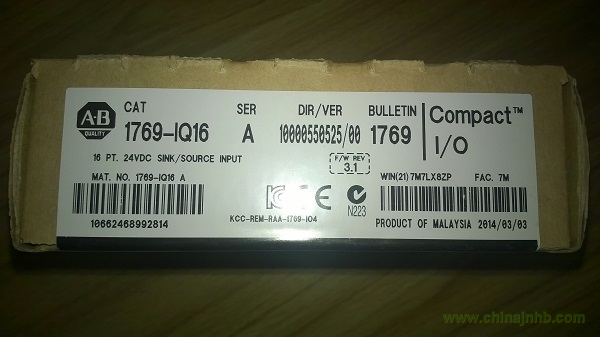 A-B
QUALITY
CAT
1769-IQ16
SER
A
DIR/VER
10000550525/00
BULLETIN
1769
Compact™
I/O
16 PT. 24VDC SINK/SOURCE INPUT
F/W REV
3.1
MAT. NO. 1769-IQ16 A
10662468992814
KCC-REM-RAA-1769-IO4
CE
N223
WIN(21)7M7LX8ZP
FAC. 7M
PRODUCT OF MALAYSIA 2014/03/03
www.chinajnhb.com